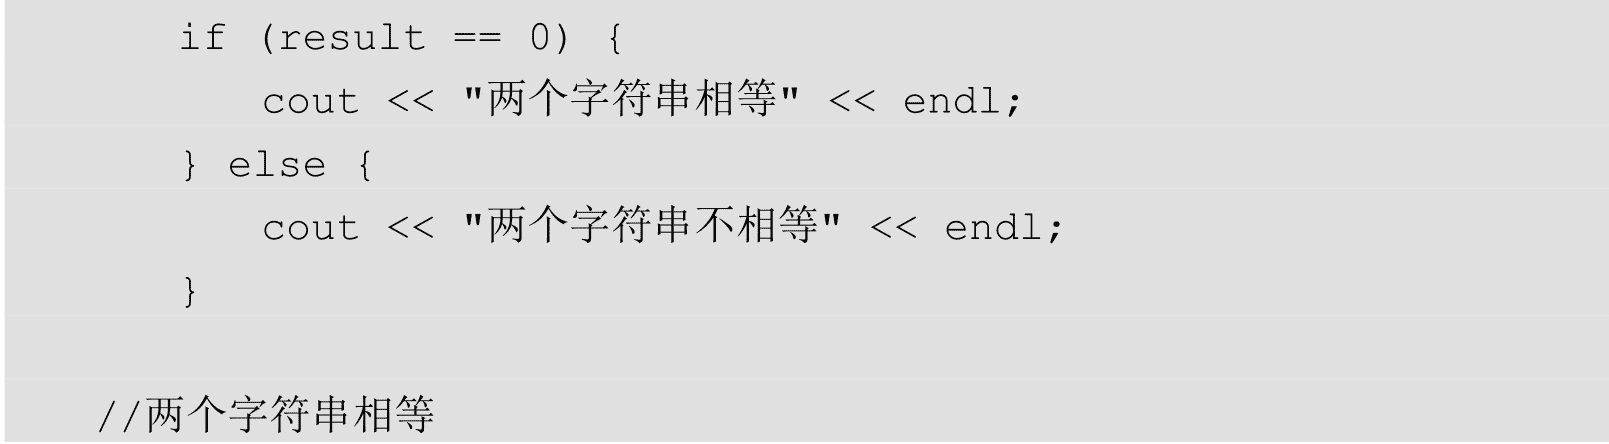 if (result == 0) {
cout << "两个字符串相等" << endl;
} else {
cout << "两个字符串不相等" << endl;
}
//两个字符串相等